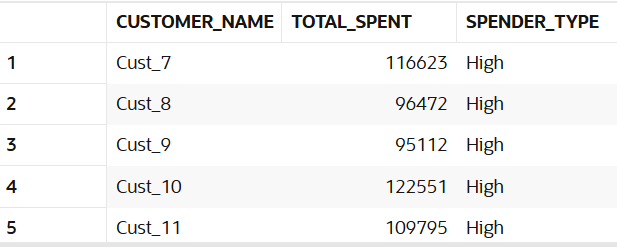 CUSTOMER_NAME TOTAL_SPENT SPENDER_TYPE
1 Cust_7 116623 High
2 Cust_8 96472 High
3 Cust_9 95112 High
4 Cust_10 122551 High
5 Cust_11 109795 High